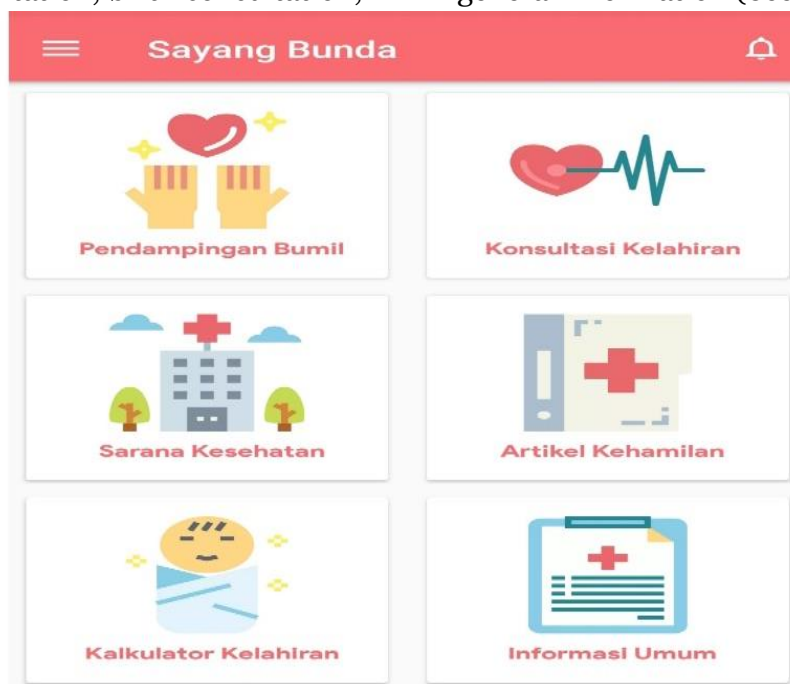 Sayang Bunda
Pendampingan Bumil
Konsultasi Kelahiran
Sarana Kesehatan
Artikel Kehamilan
Kalkulator Kelahiran
Informasi Umum